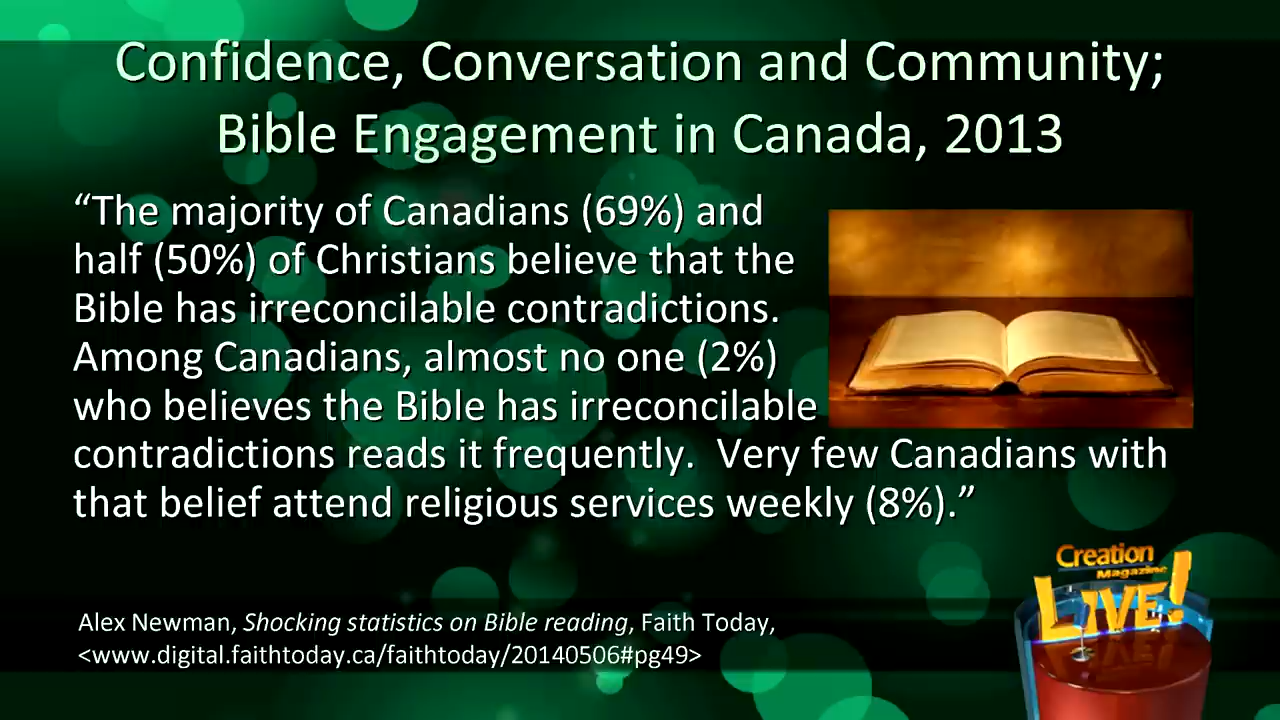 Confidence, Conversation and Community;
Bible Engagement in Canada, 2013
“The majority of Canadians (69%) and
half (50%) of Christians believe that the
Bible has irreconcilable contradictions.
Among Canadians, almost no one (2%)
who believes the Bible has irreconcilable
contradictions reads it frequently.  Very few Canadians with
that belief attend religious services weekly (8%).”
Alex Newman, Shocking statistics on Bible reading, Faith Today,
<www.digital.faithtoday.ca/faithtoday/20140506#pg49>
Creation
Magazine
LIVE!